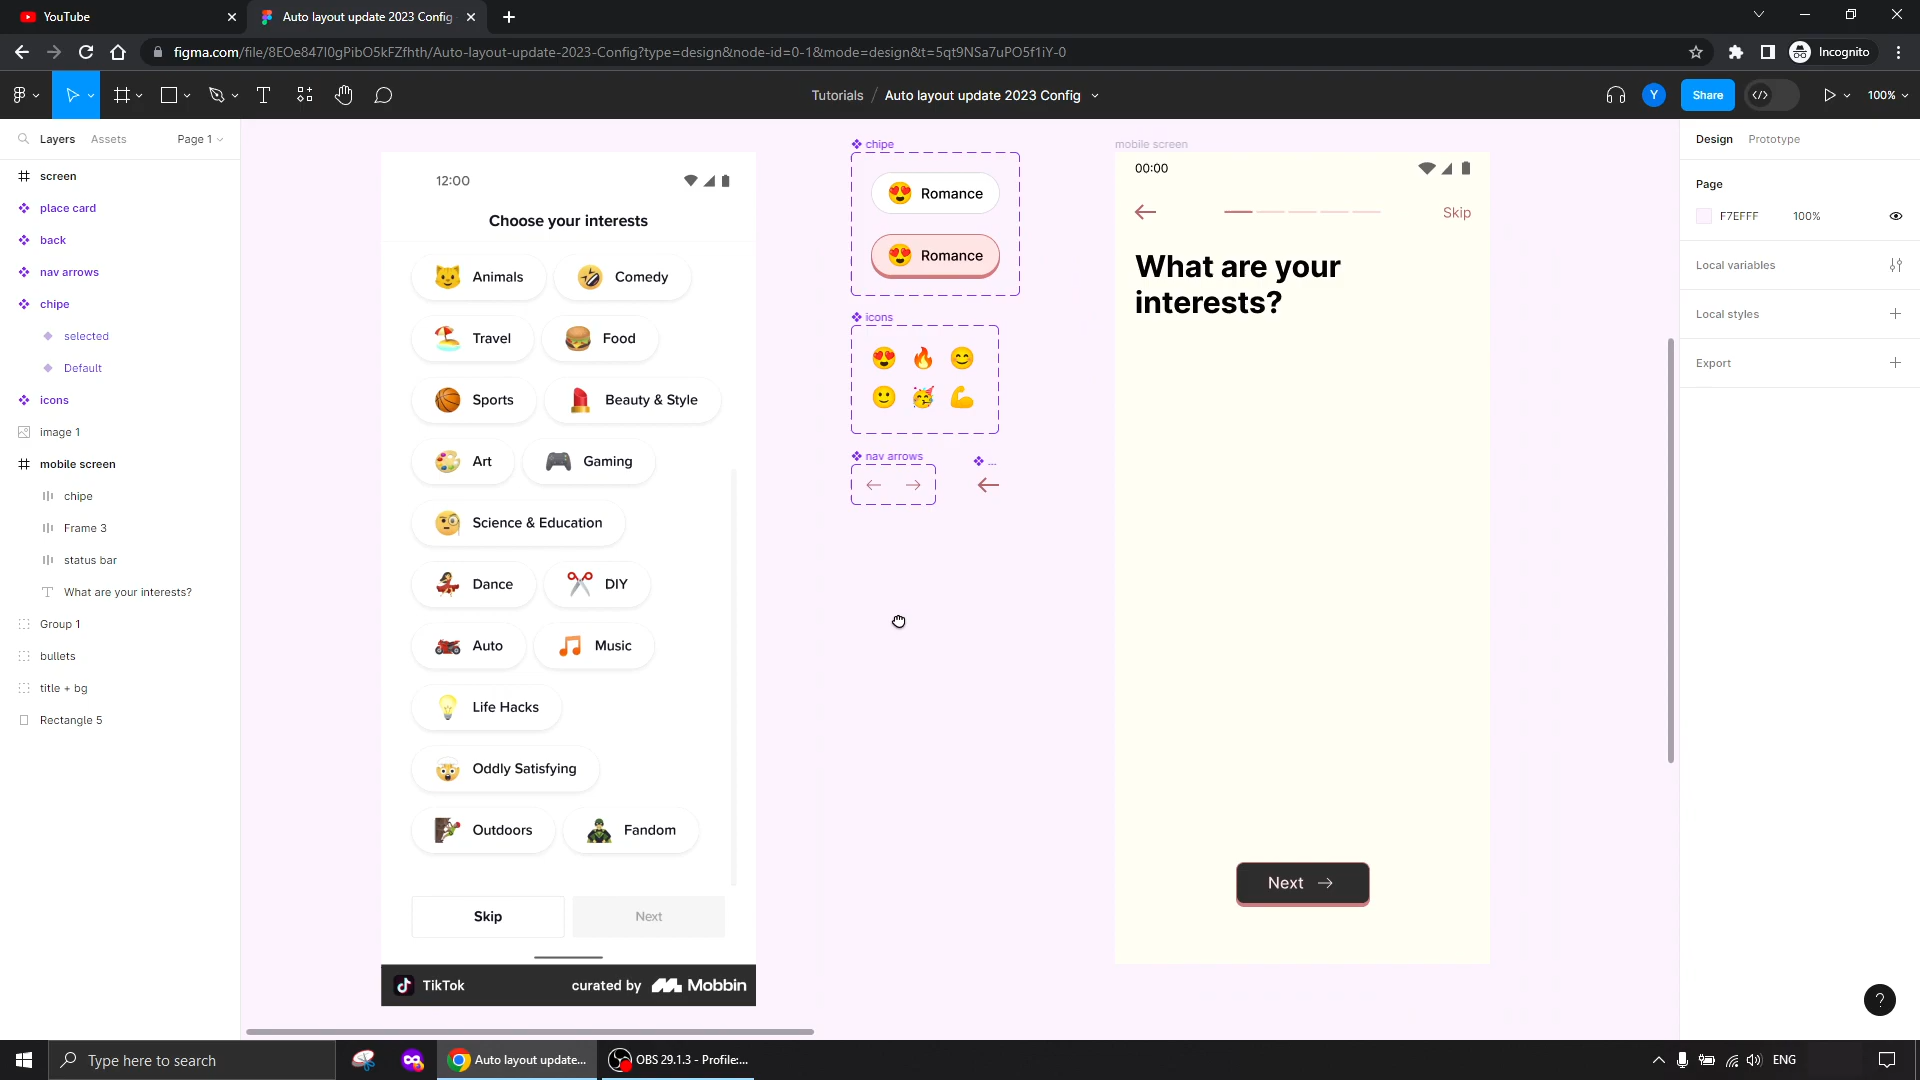 YouTube
Auto layout update 2023 Config
figma.com/file/8EOe847l0gPibO5kFZfhth/Auto-layout-update-2023-Config?type=design&node-id=0-1&mode=design&t=5qt9NSa7uPO5f1iY-0
Incognito
Tutorials / Auto layout update 2023 Config
Y
Share
100%
Layers
Assets
Page 1
screen
place card
back
nav arrows
chipe
selected
Default
icons
image 1
mobile screen
chipe
Frame 3
status bar
What are your interests?
Group 1
bullets
title + bg
Rectangle 5
12:00
Choose your interests
Animals
Comedy
Travel
Food
Sports
Beauty & Style
Art
Gaming
Science & Education
Dance
DIY
Auto
Music
Life Hacks
Oddly Satisfying
Outdoors
Fandom
Skip
Next
TikTok
curated by Mobbin
chipe
Romance
Romance
icons
nav arrows
...
mobile screen
00:00
Skip
What are your
interests?
Next
Design
Prototype
Page
F7EFFF
100%
Local variables
Local styles
Export
?
Type here to search
Auto layout update...
OBS 29.1.3 - Profile:...
ENG